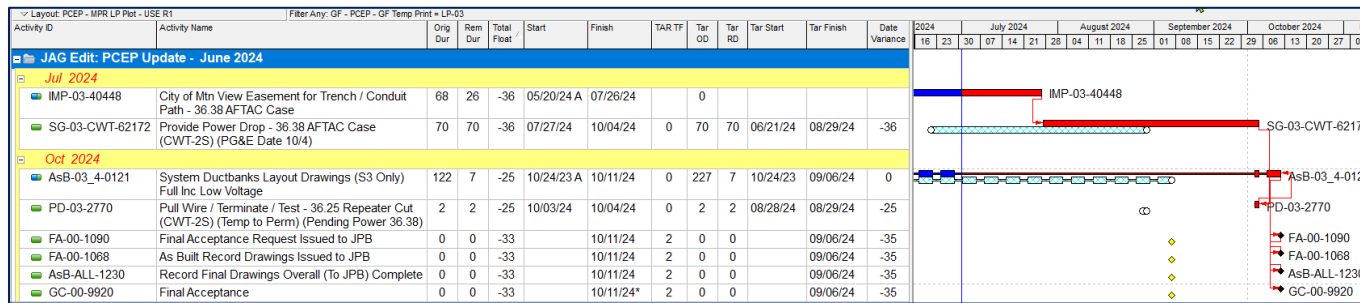 Layout: PCEP - MPR LP Plot - USE R1 Filter Any: GF - PCEP - GF Temp Print = LP-03
Activity ID Activity Name Orig Dur Rem Dur Total Float Start Finish TAR TF Tar OD Tar RD Tar Start Tar Finish Date Variance 2024 July 2024 August 2024 September 2024 October 2024
16 23 30 07 14 21 28 04 11 18 25 01 08 15 22 29 06 13 20 27
JAG Edit: PCEP Update - June 2024
Jul 2024
IMP-03-40448 City of Mtn View Easement for Trench / Conduit 68 26 -36 05/20/24 A 07/26/24 0 IMP-03-40448
Path - 36.38 AFTAC Case
SG-03-CWT-62172 Provide Power Drop - 36.38 AFTAC Case 70 70 -36 07/27/24 10/04/24 0 70 70 06/21/24 08/29/24 -36 SG-03-CWT-6217
(CWT-2S) (PG&E Date 10/4)
Oct 2024
AsB-03_4-0121 System Ductbanks Layout Drawings (S3 Only) 122 7 -25 10/24/23 A 10/11/24 0 227 7 10/24/23 09/06/24 0 AsB-03_4-012
Full Inc Low Voltage
PD-03-2770 Pull Wire / Terminate / Test - 36.25 Repeater Cut 2 2 -25 10/03/24 10/04/24 0 2 2 08/28/24 08/29/24 -25 PD-03-2770
(CWT-2S) (Temp to Perm) (Pending Power 36.38)
FA-00-1090 Final Acceptance Request Issued to JPB 0 0 -33 10/11/24 2 0 0 09/06/24 -35 FA-00-1090
FA-00-1068 As Built Record Drawings Issued to JPB 0 0 -33 10/11/24 2 0 0 09/06/24 -35 FA-00-1068
AsB-ALL-1230 Record Final Drawings Overall (To JPB) Complete 0 0 -33 10/11/24 2 0 0 09/06/24 -35 AsB-ALL-1230
GC-00-9920 Final Acceptance 0 0 -33 10/11/24* 2 0 0 09/06/24 -35 GC-00-9920